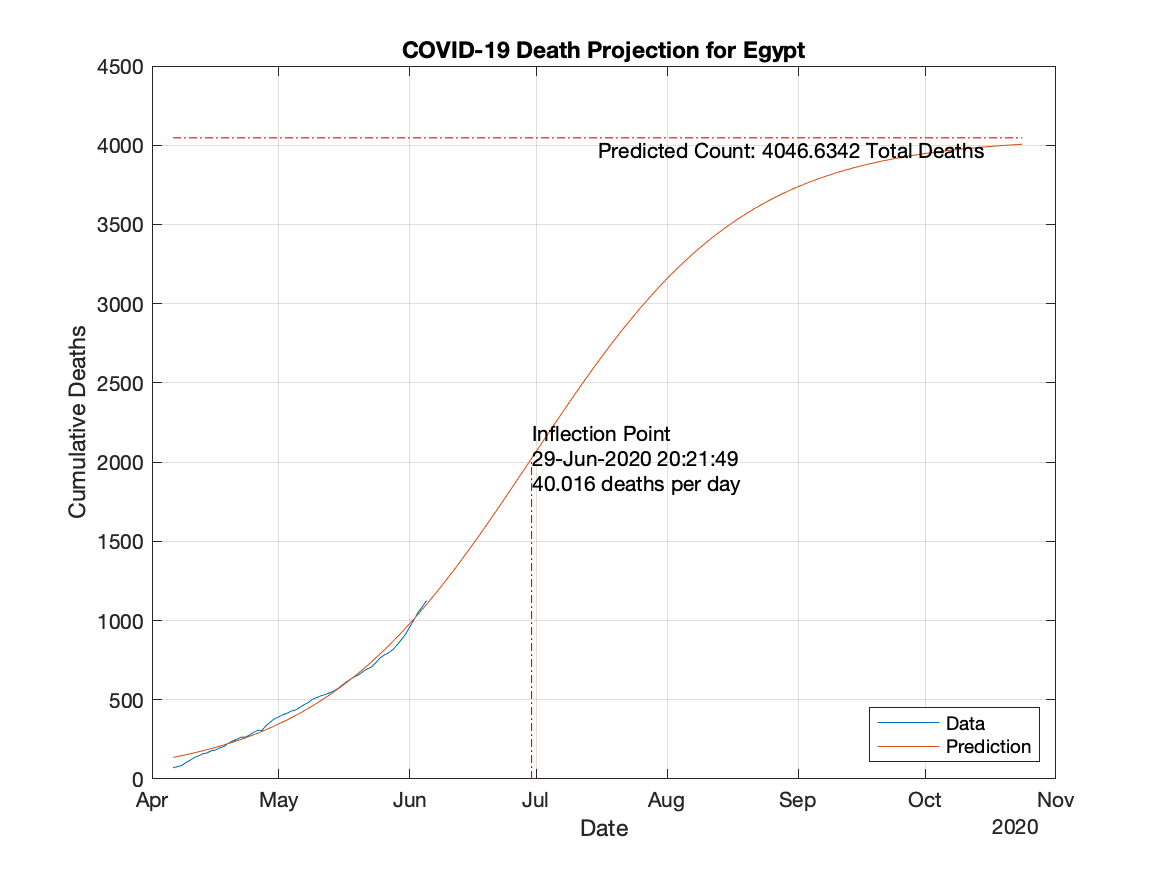 COVID-19 Death Projection for Egypt
4500
4000
3500
3000
2500
2000
1500
1000
500
0
Cumulative Deaths
Predicted Count: 4046.6342 Total Deaths
Inflection Point
29-Jun-2020 20:21:49
40.016 deaths per day
Data
Prediction
Apr May Jun Jul Aug Sep Oct Nov
Date
2020